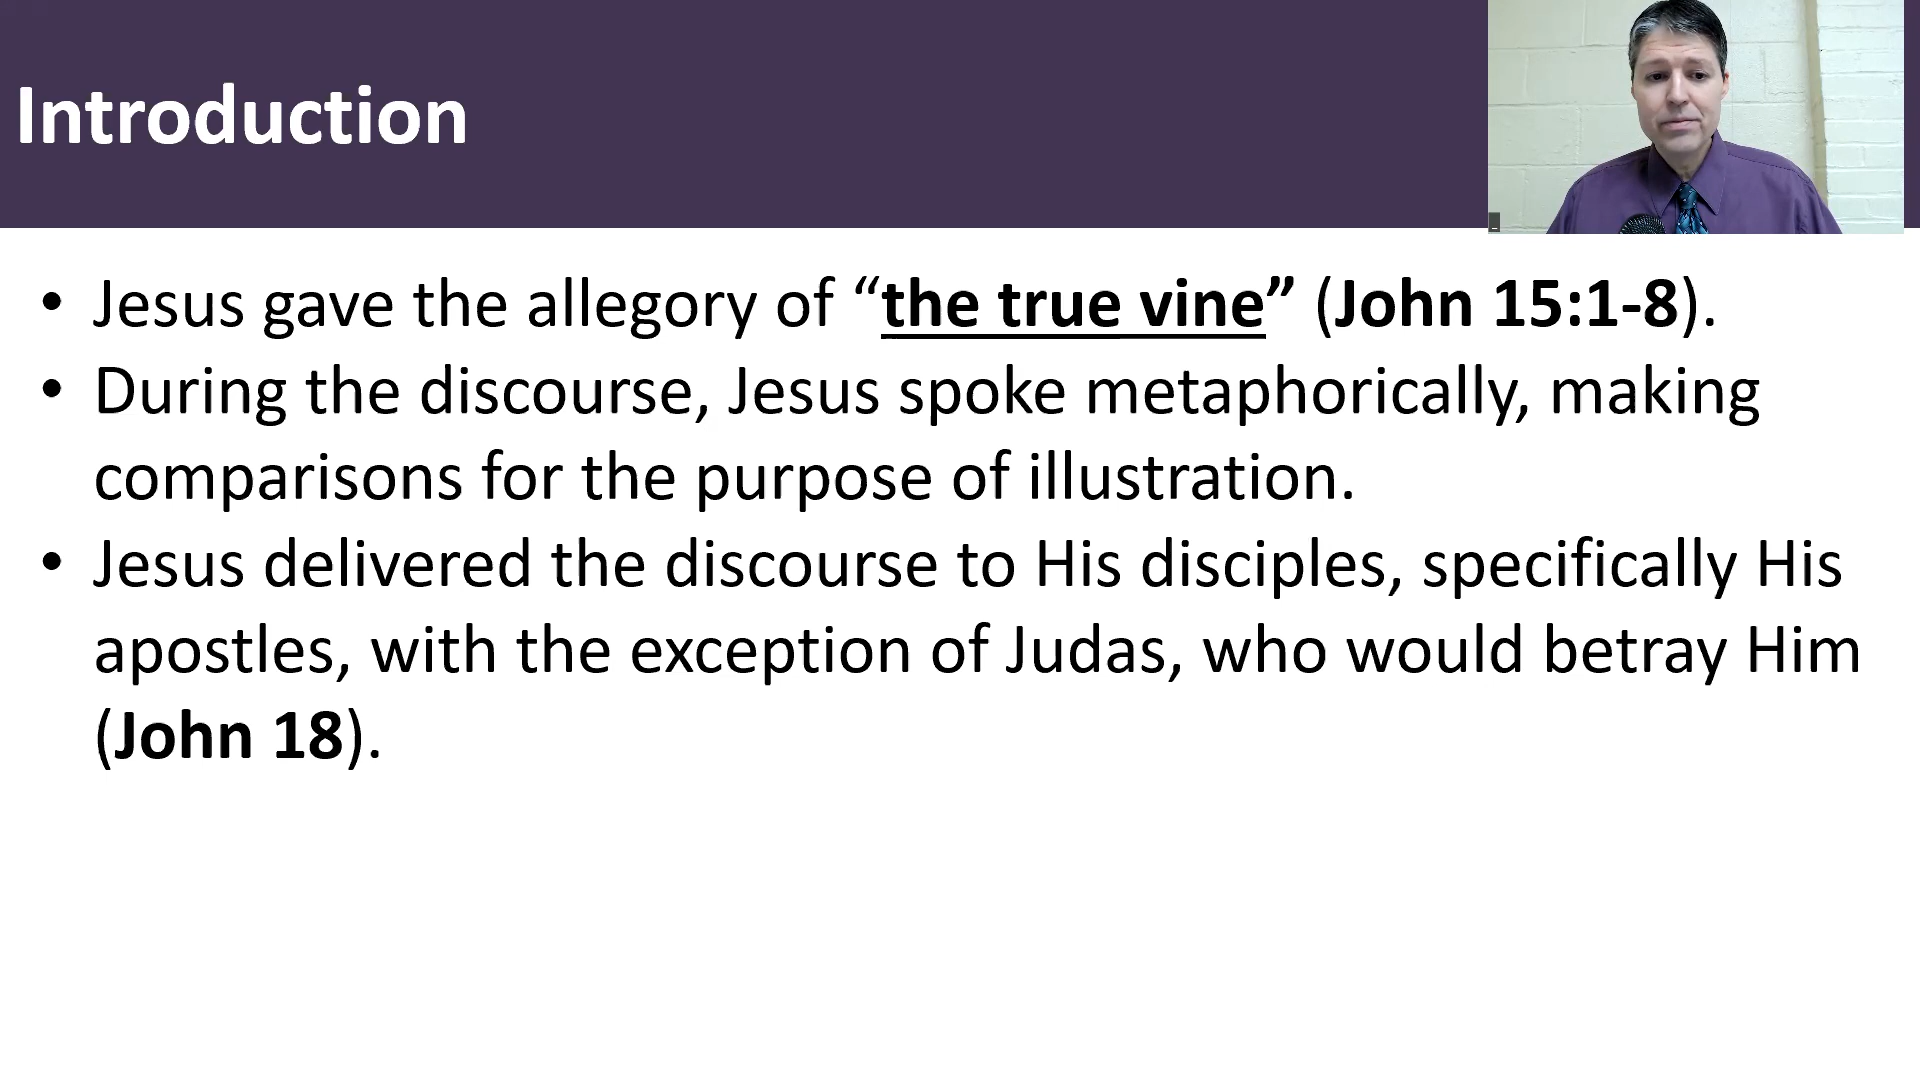 Introduction
• Jesus gave the allegory of “the true vine” (John 15:1-8).
• During the discourse, Jesus spoke metaphorically, making
comparisons for the purpose of illustration.
• Jesus delivered the discourse to His disciples, specifically His
apostles, with the exception of Judas, who would betray Him
(John 18).